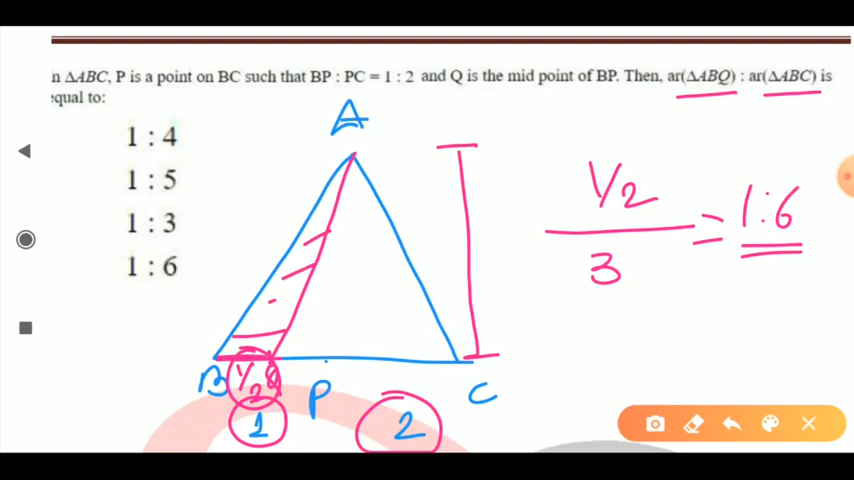 n ΔABC, P is a point on BC such that BP : PC = 1 : 2 and Q is the mid point of BP. Then, ar(ΔABQ) : ar(ΔABC) is
equal to:
1 : 4
1 : 5
1 : 3
1 : 6
A
B
1/2
Q
P
C
1
2
1/2
3
= 1:6